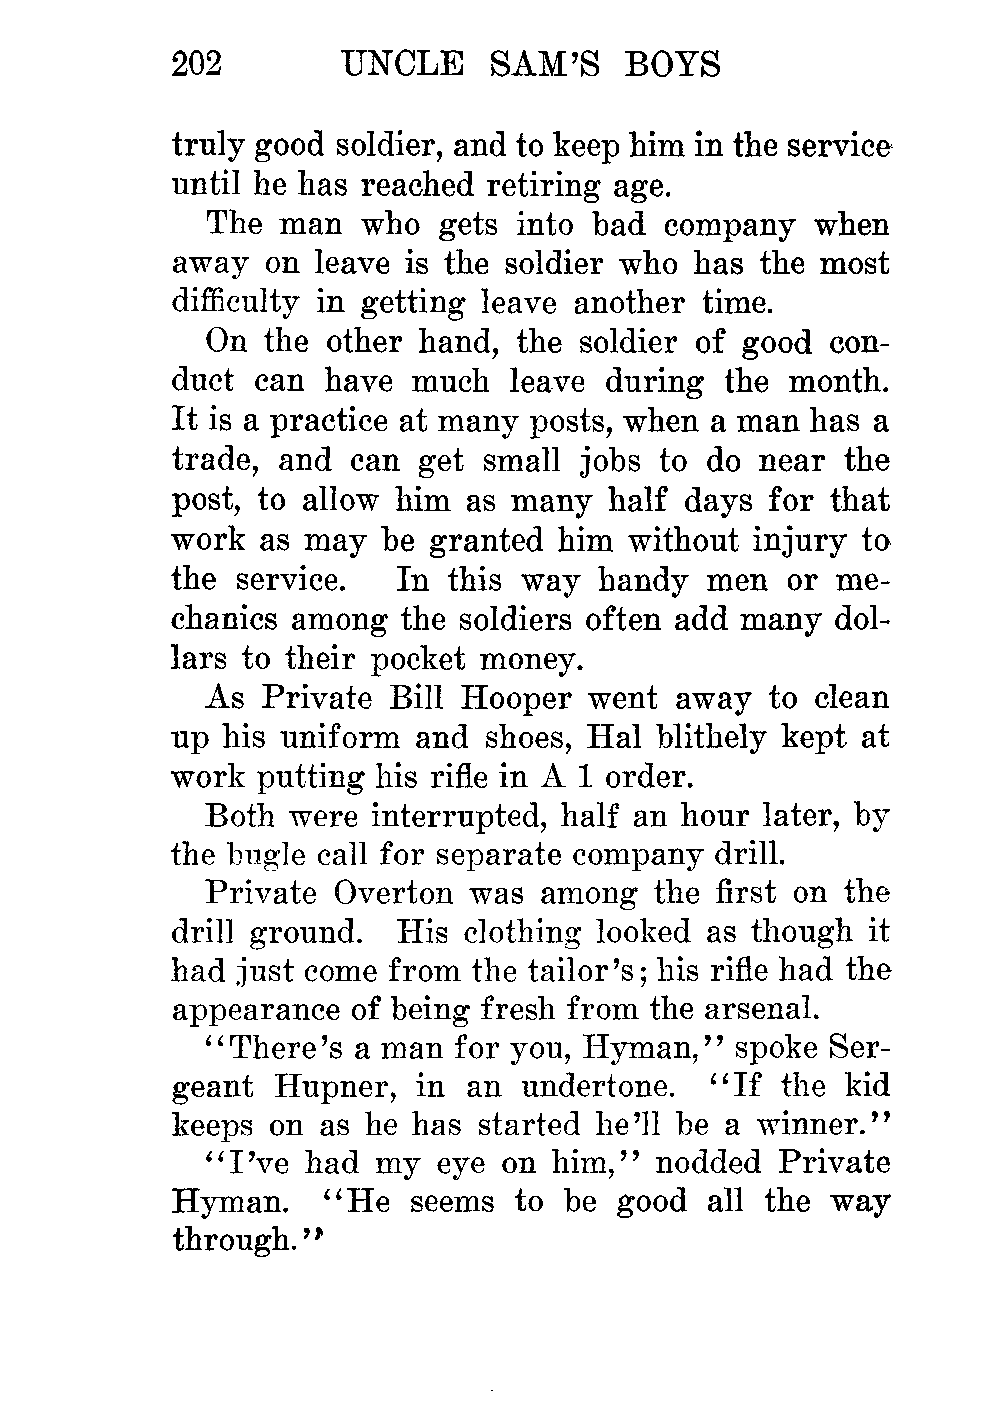 202 UNCLE SAM'S BOYS
truly good soldier, and to keep him in the service
until he has reached retiring age.
The man who gets into bad company when
away on leave is the soldier who has the most
difficulty in getting leave another time.
On the other hand, the soldier of good con-
duct can have much leave during the month.
It is a practice at many posts, when a man has a
trade, and can get small jobs to do near the
post, to allow him as many half days for that
work as may be granted him without injury to
the service. In this way handy men or me-
chanics among the soldiers often add many dol-
lars to their pocket money.
As Private Bill Hooper went away to clean
up his uniform and shoes, Hal blithely kept at
work putting his rifle in A 1 order.
Both were interrupted, half an hour later, by
the bugle call for separate company drill.
Private Overton was among the first on the
drill ground. His clothing looked as though it
had just come from the tailor's; his rifle had the
appearance of being fresh from the arsenal.
"There's a man for you, Hyman," spoke Ser-
geant Hupner, in an undertone. "If the kid
keeps on as he has started he'll be a winner."
"I've had my eye on him," nodded Private
Hyman. "He seems to be good all the way
through."